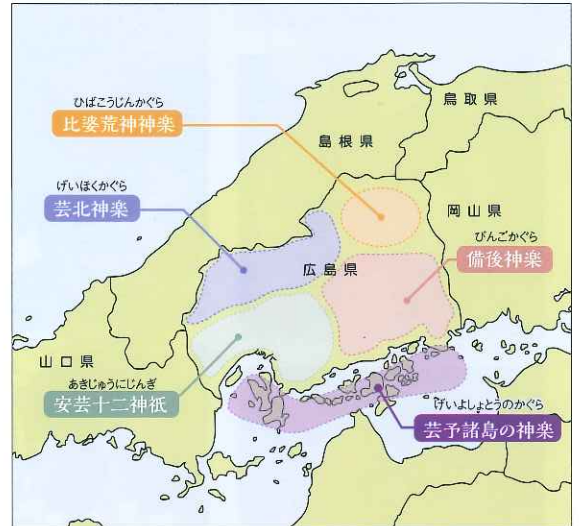 鳥取県
ひばこうじんかぐら
比婆荒神神楽
島根県
げいほくかぐら
芸北神楽
岡山県
びんごかぐら
備後神楽
広島県
山口県
あきじゅうにじんぎ
安芸十二神祇
げいよしょとうのかぐら
芸予諸島の神楽